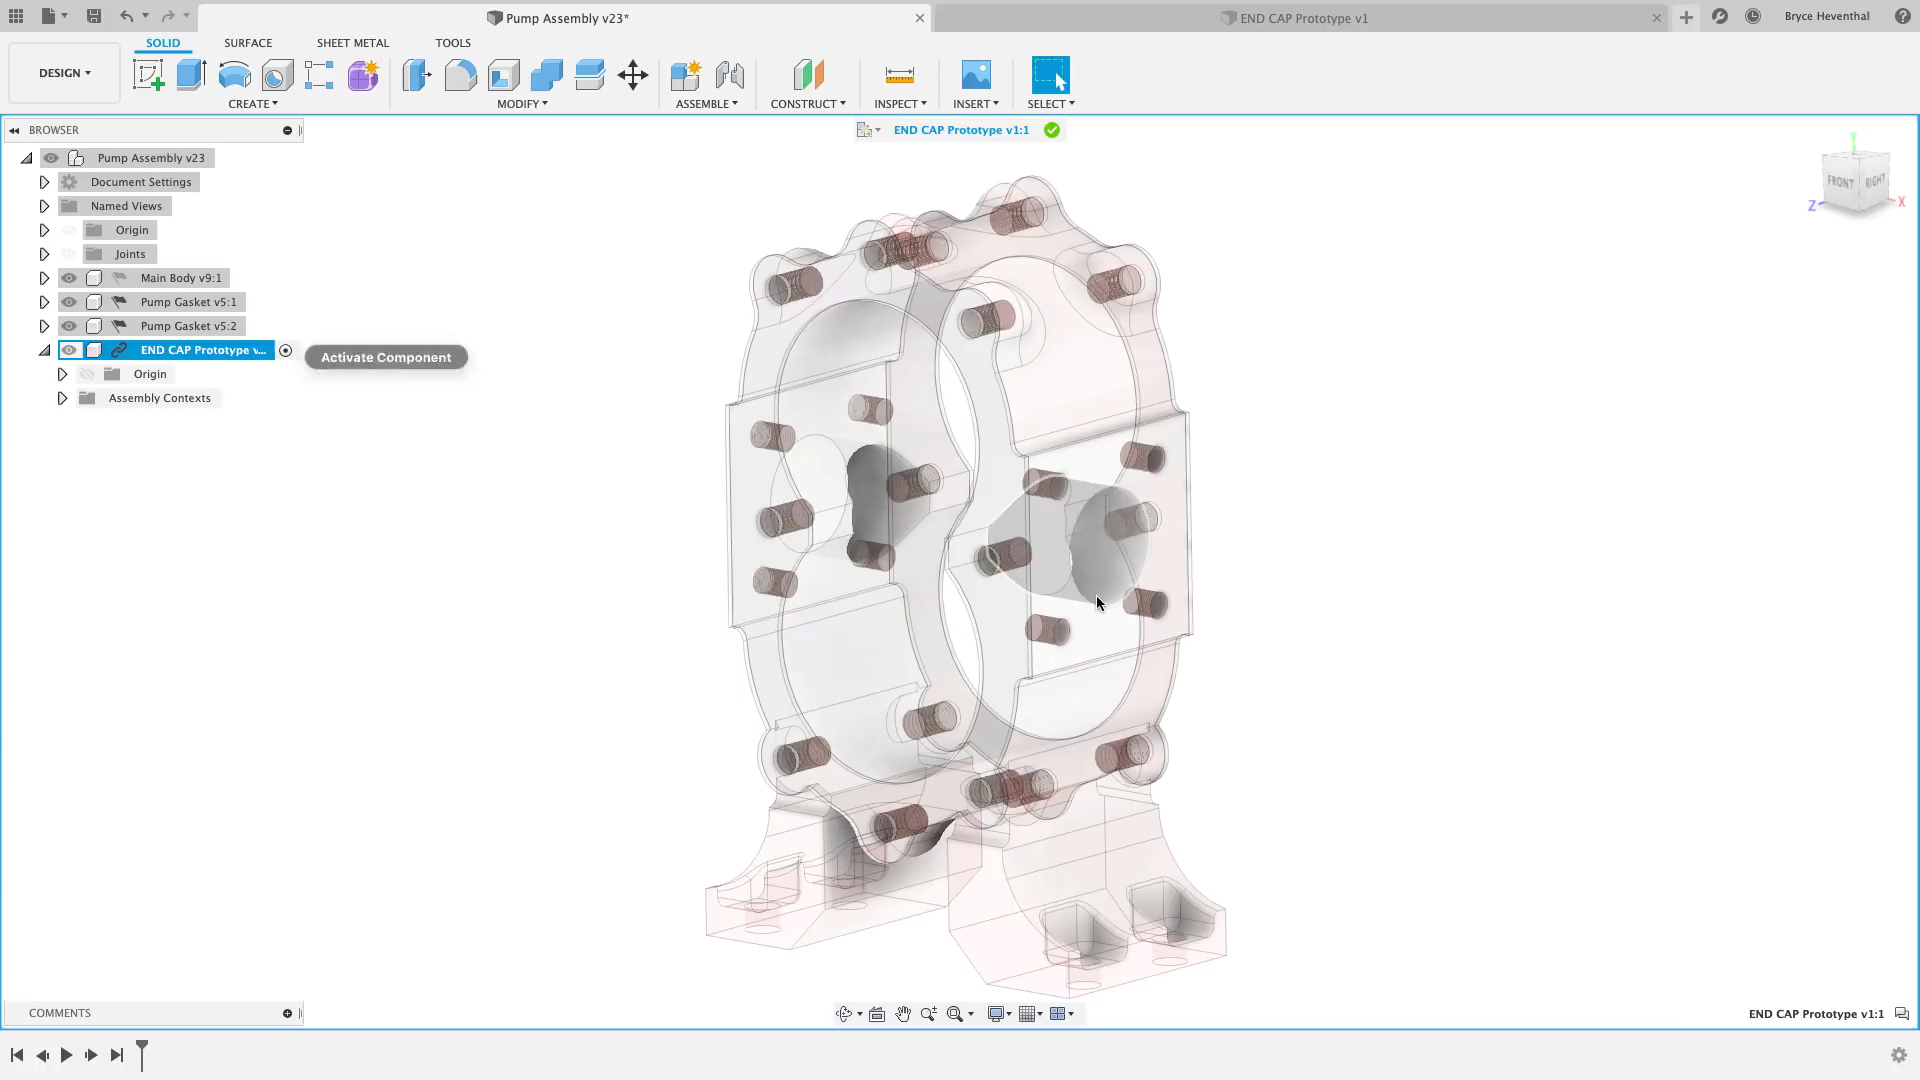 Pump Assembly v23*
END CAP Prototype v1
Bryce Heventhal
SOLID
SURFACE
SHEET METAL
TOOLS
DESIGN
CREATE
MODIFY
ASSEMBLE
CONSTRUCT
INSPECT
INSERT
SELECT
BROWSER
END CAP Prototype v1:1
Pump Assembly v23
Document Settings
Named Views
Origin
Joints
Main Body v9:1
Pump Gasket v5:1
Pump Gasket v5:2
END CAP Prototype v...
Activate Component
Origin
Assembly Contexts
Y
FRONT
RIGHT
Z
X
COMMENTS
END CAP Prototype v1:1